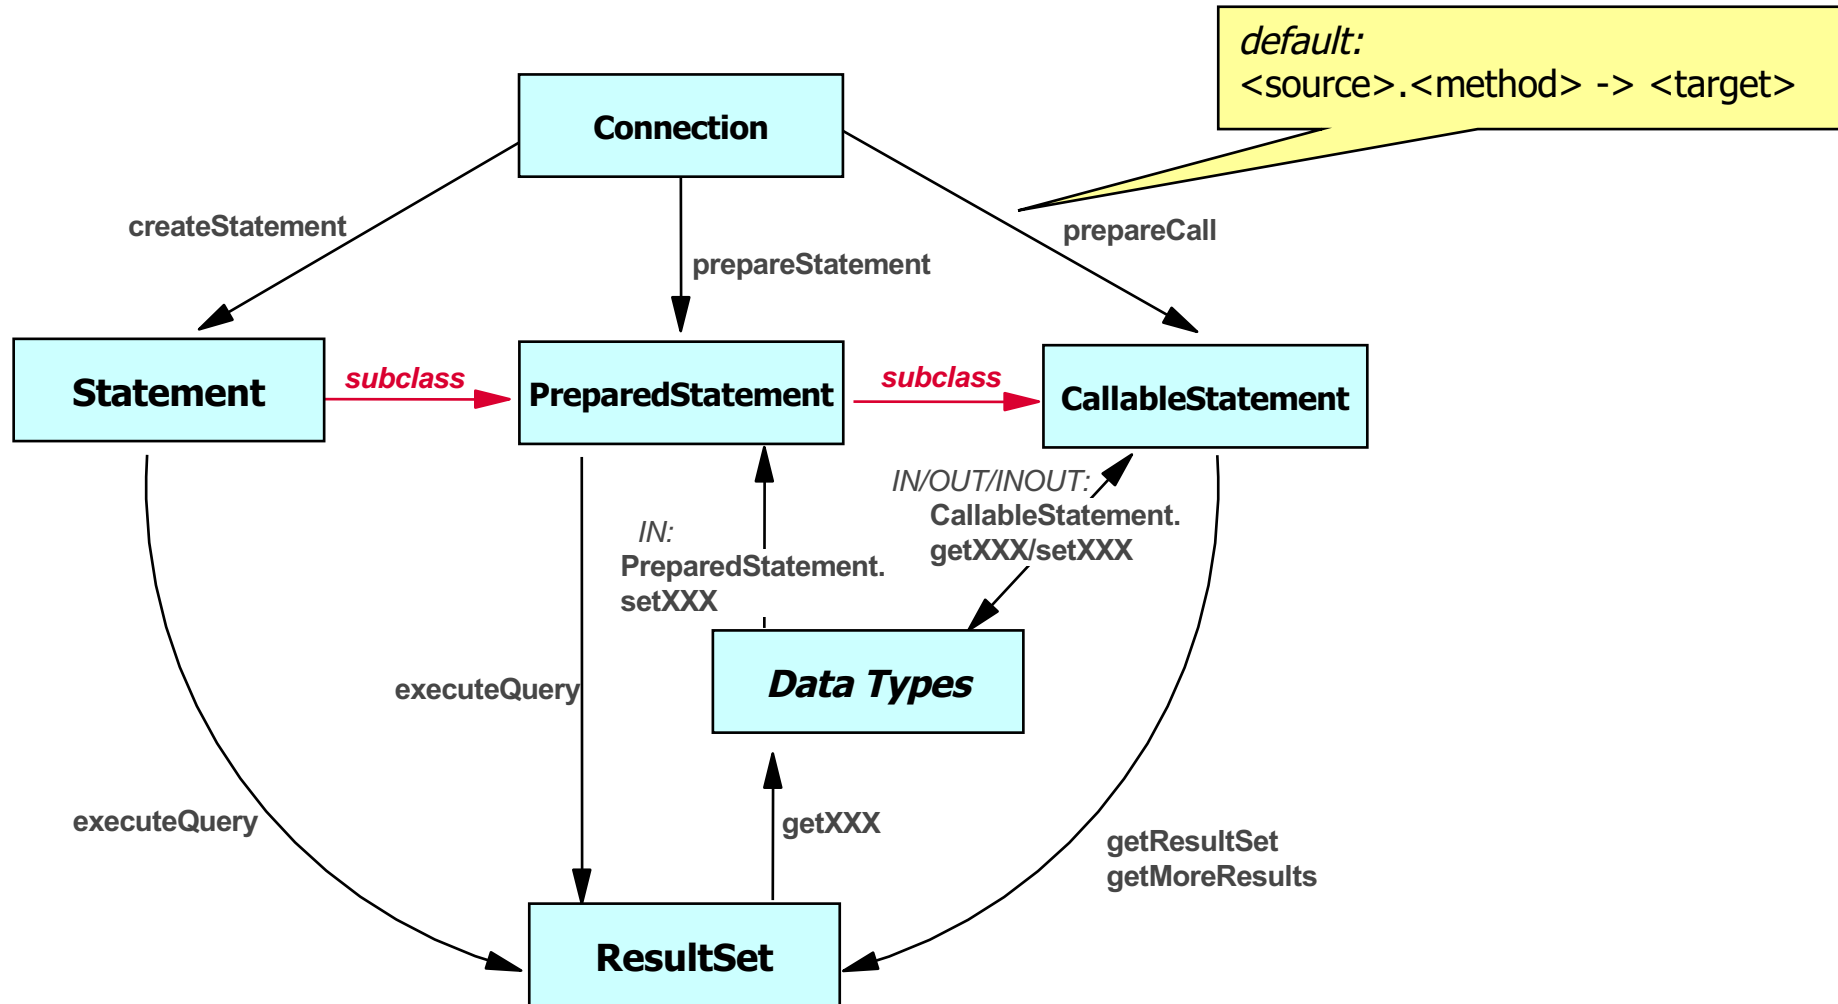 default:
<source>.<method> -> <target>
Connection
createStatement
prepareStatement
prepareCall
Statement
subclass
PreparedStatement
subclass
CallableStatement
IN/OUT/INOUT:
CallableStatement.
getXXX/setXXX
IN:
PreparedStatement.
setXXX
Data Types
executeQuery
executeQuery
getXXX
getResultSet
getMoreResults
ResultSet